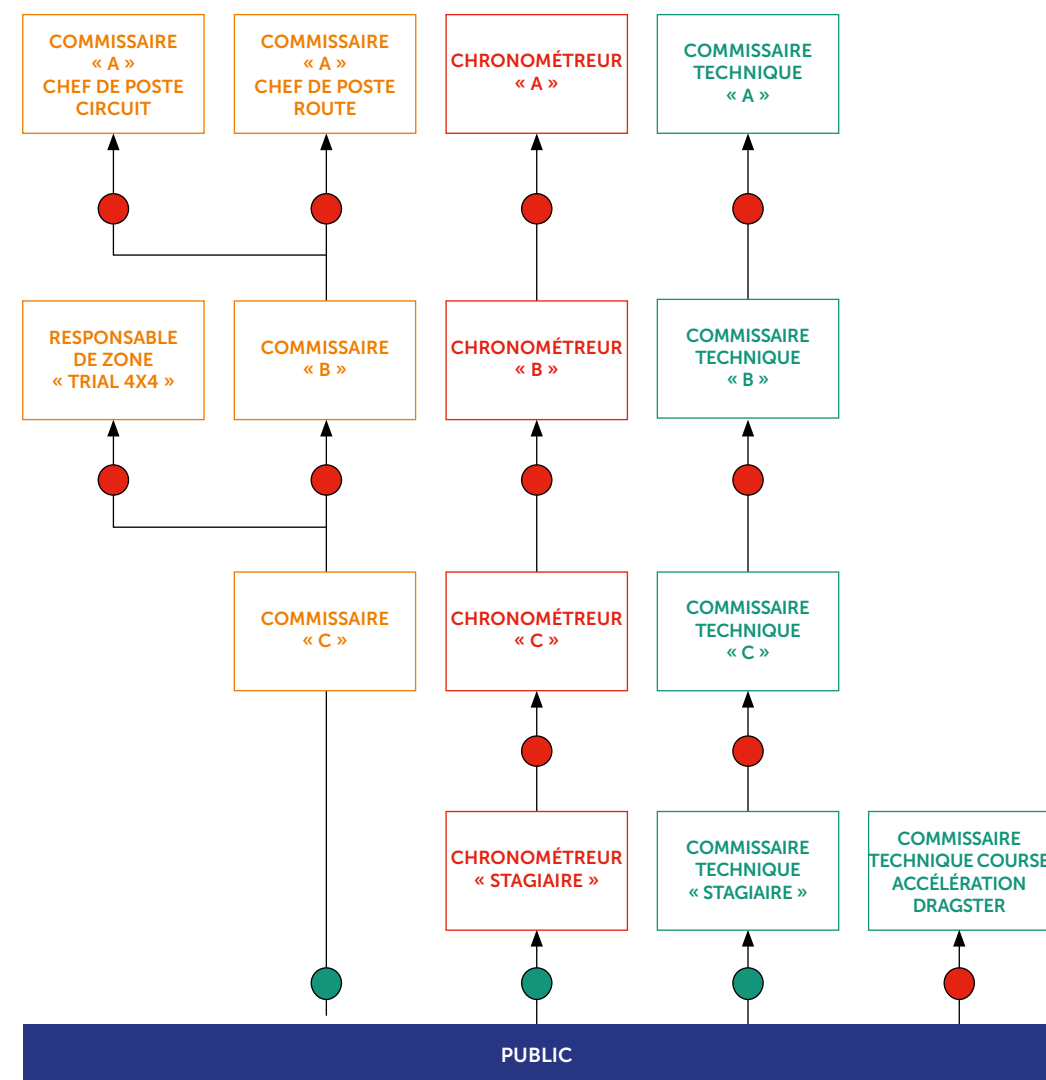 COMMISSAIRE
« A »
CHEF DE POSTE
CIRCUIT
COMMISSAIRE
« A »
CHEF DE POSTE
ROUTE
CHRONOMÉTREUR
« A »
COMMISSAIRE
TECHNIQUE
« A »
RESPONSABLE
DE ZONE
« TRIAL 4X4 »
COMMISSAIRE
« B »
CHRONOMÉTREUR
« B »
COMMISSAIRE
TECHNIQUE
« B »
COMMISSAIRE
« C »
CHRONOMÉTREUR
« C »
COMMISSAIRE
TECHNIQUE
« C »
CHRONOMÉTREUR
« STAGIAIRE »
COMMISSAIRE
TECHNIQUE
« STAGIAIRE »
COMMISSAIRE
TECHNIQUE COURSE
ACCÉLÉRATION
DRAGSTER
PUBLIC